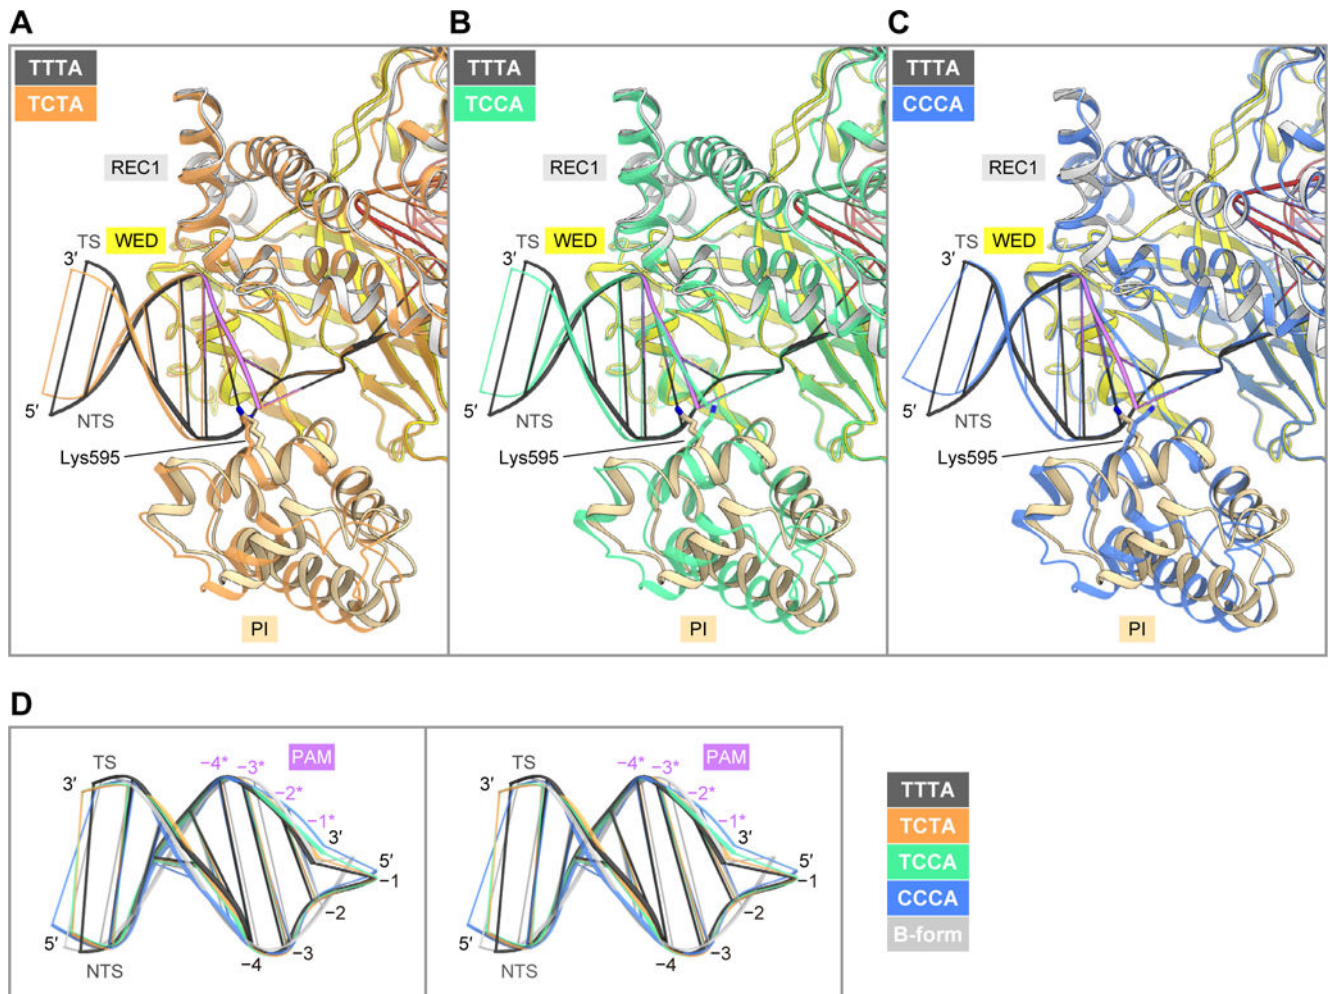 A
TTTA
TCTA
REC1
TS
WED
3′
5′
NTS
Lys595
PI
B
TTTA
TCCA
REC1
TS
WED
3′
5′
NTS
Lys595
PI
C
TTTA
CCCA
REC1
TS
WED
3′
5′
NTS
Lys595
PI
D
TS
3′
−4*
−3*
PAM
−2*
−1*
3′
5′
−1
−2
−3
−4
5′
NTS
TS
3′
−4*
−3*
PAM
−2*
−1*
3′
5′
−1
−2
−3
−4
5′
NTS
TTTA
TCTA
TCCA
CCCA
B-form